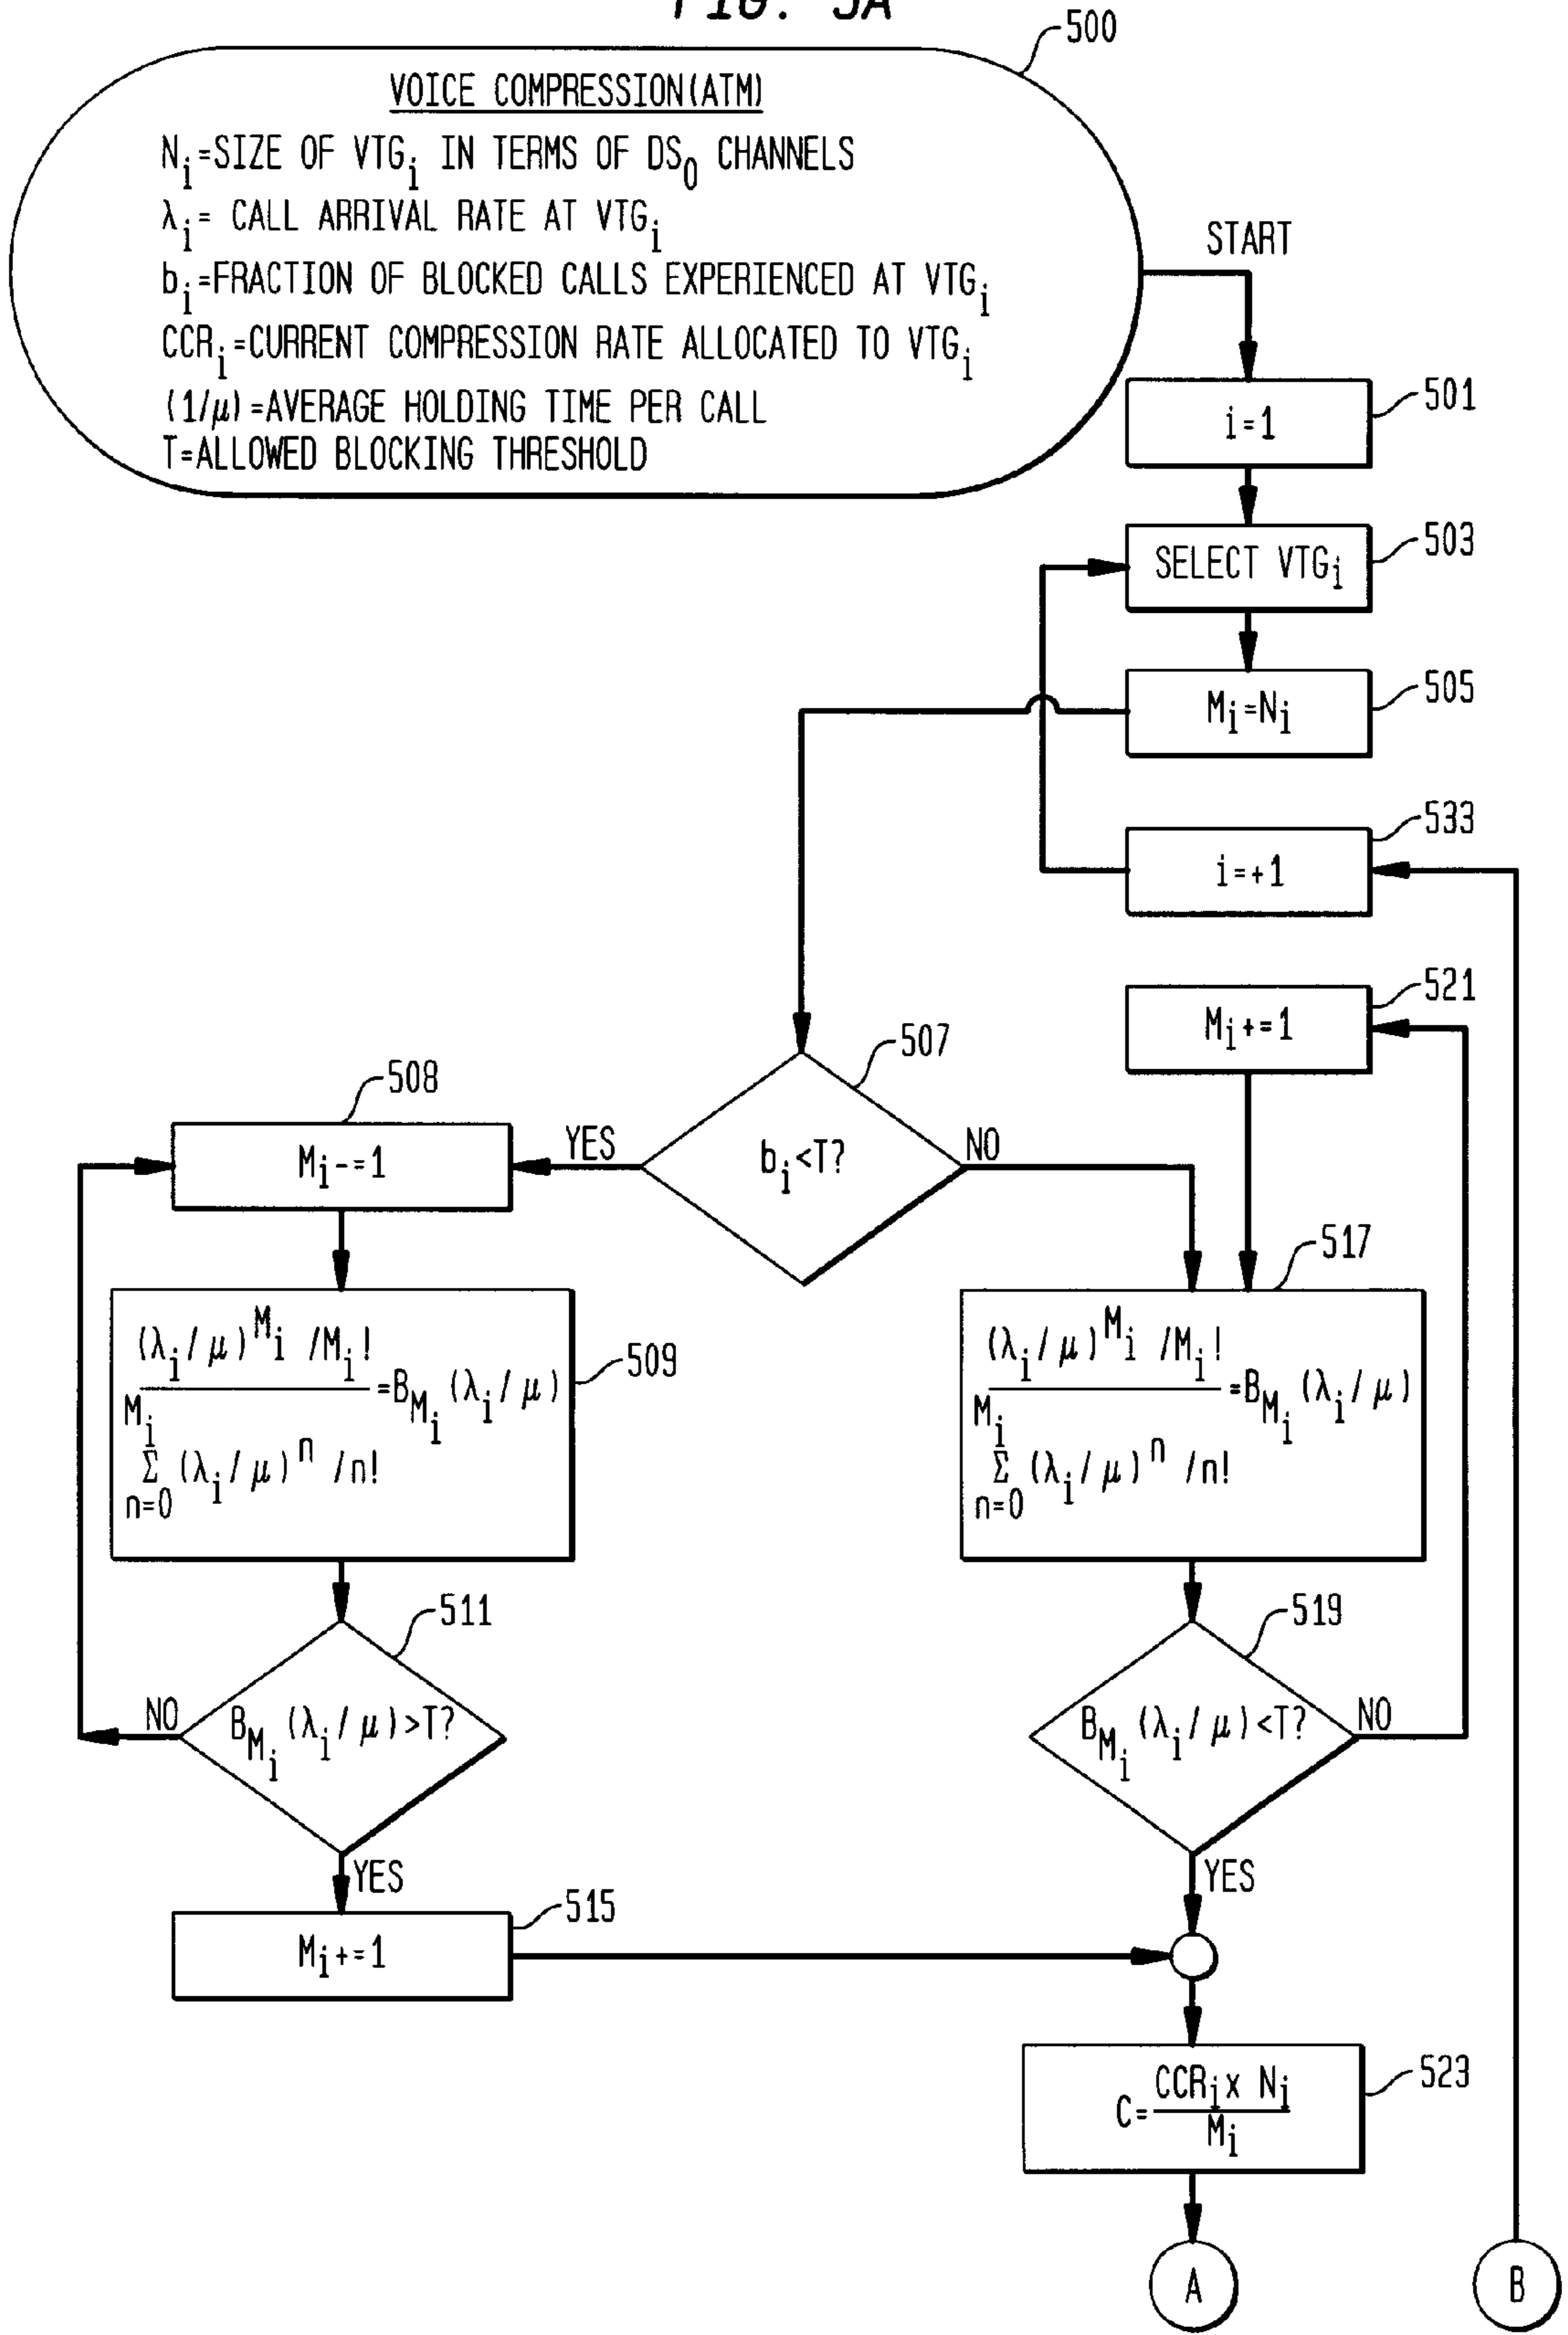 FIG. 5A
500
VOICE COMPRESSION(ATM)
Ni=SIZE OF VTGi IN TERMS OF DS0 CHANNELS
λi= CALL ARRIVAL RATE AT VTGi
bi=FRACTION OF BLOCKED CALLS EXPERIENCED AT VTGi
CCRi=CURRENT COMPRESSION RATE ALLOCATED TO VTGi
(1/μ)=AVERAGE HOLDING TIME PER CALL
T=ALLOWED BLOCKING THRESHOLD
START
501
i=1
503
SELECT VTGi
505
Mi=Ni
533
i=+1
521
Mi+=1
507
bi<T?
YES
NO
508
Mi-=1
509
(λi/μ)^Mi /Mi!
=BMi(λi/μ)
Mi
Σ (λi/μ)^n /n!
n=0
517
(λi/μ)^Mi /Mi!
=BMi(λi/μ)
Mi
Σ (λi/μ)^n /n!
n=0
511
BMi(λi/μ)>T?
NO
YES
519
BMi(λi/μ)<T?
NO
YES
515
Mi+=1
523
C=CCRi x Ni
Mi
A
B